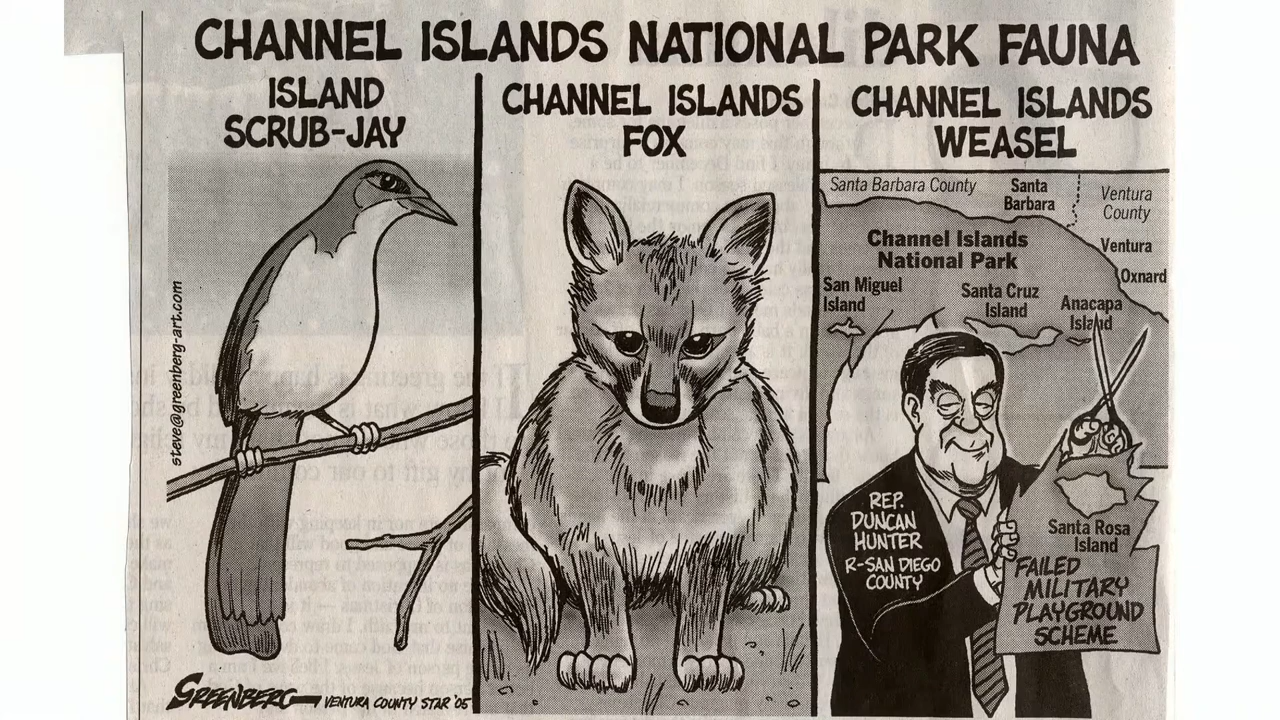 CHANNEL ISLANDS NATIONAL PARK FAUNA
ISLAND
SCRUB-JAY
steve@greenberg-art.com
GREENBERG
VENTURA COUNTY STAR '05
CHANNEL ISLANDS
FOX
CHANNEL ISLANDS
WEASEL
Santa Barbara County
Santa
Barbara
Ventura
County
Channel Islands
National Park
Ventura
Oxnard
San Miguel
Island
Santa Cruz
Island
Anacapa
Island
REP.
DUNCAN
HUNTER
R-SAN DIEGO
COUNTY
Santa Rosa
Island
FAILED
MILITARY
PLAYGROUND
SCHEME